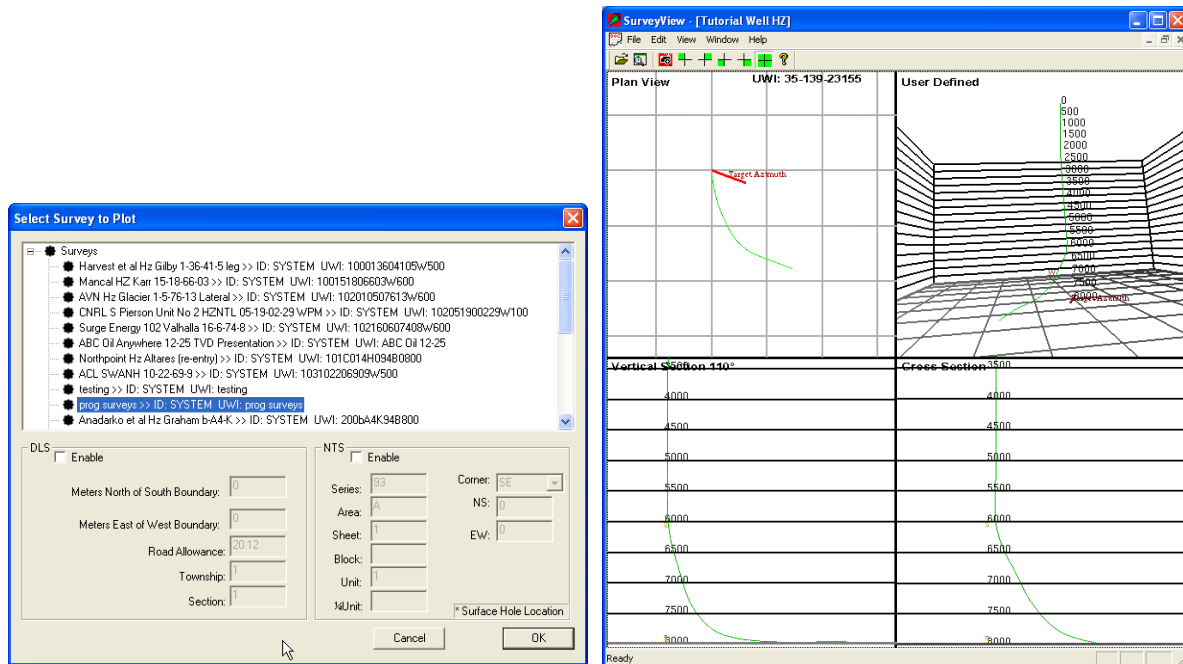 Select Survey to Plot
Surveys
Harvest et al Hz Gilby 1-36-41-5 leg >> ID: SYSTEM UWI: 100013604105W500
Mancal HZ Karr 15-18-66-03 >> ID: SYSTEM UWI: 100151806603W600
AVN Hz Glacier 1-5-76-13 Lateral >> ID: SYSTEM UWI: 102010507613W600
CNRL S Pierson Unit No 2 HZNTL 05-19-02-29 WPM >> ID: SYSTEM UWI: 102051900229W100
Surge Energy 102 Valhalla 16-6-74-8 >> ID: SYSTEM UWI: 102160607408W600
ABC Oil Anywhere 12-25 TVD Presentation >> ID: SYSTEM UWI: ABC Oil 12-25
Northpoint Hz Altares (re-entry) >> ID: SYSTEM UWI: 101C014H094B0800
ACL SWANH 10-22-69-9 >> ID: SYSTEM UWI: 103102206909W500
testing >> ID: SYSTEM UWI: testing
prog surveys >> ID: SYSTEM UWI: prog surveys
Anadarko et al Hz Graham b-A4-K >> ID: SYSTEM UWI: 200bA4K94B800
DLS
Enable
Meters North of South Boundary: 0
Meters East of West Boundary: 0
Road Allowance: 20.12
Township: 1
Section: 1
NTS
Enable
Series: 93
Area: A
Sheet: 1
Block:
Unit: 1
¼Unit:
Corner: SE
NS: 0
EW: 0
* Surface Hole Location
Cancel
OK
SurveyView - [Tutorial Well HZ]
File Edit View Window Help
Plan View
UWI: 35-139-23155
Target Azimuth
User Defined
0
500
1000
1500
2000
2500
3000
3500
4000
4500
5000
5500
6000
6500
7000
7500
8000
Target Azimuth
Vertical Section 110°
3500
4000
4500
5000
5500
6000
6500
7000
7500
8000
Cross Section
3500
4000
4500
5000
5500
6000
6500
7000
7500
8000
Ready